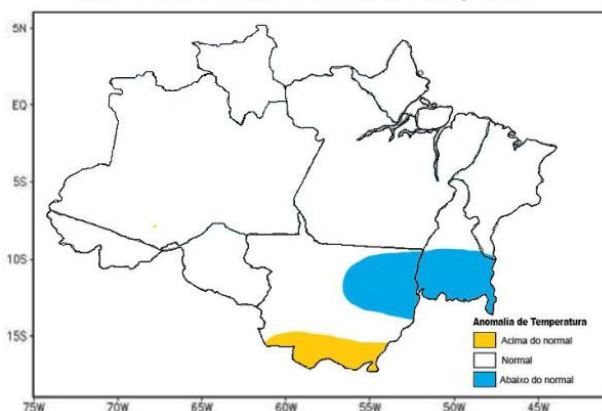 5N
EQ
5S
10S
15S
75W 70W 65W 60W 55W 50W 45W
Anomalia de Temperatura
Acima do normal
Normal
Abaixo do normal